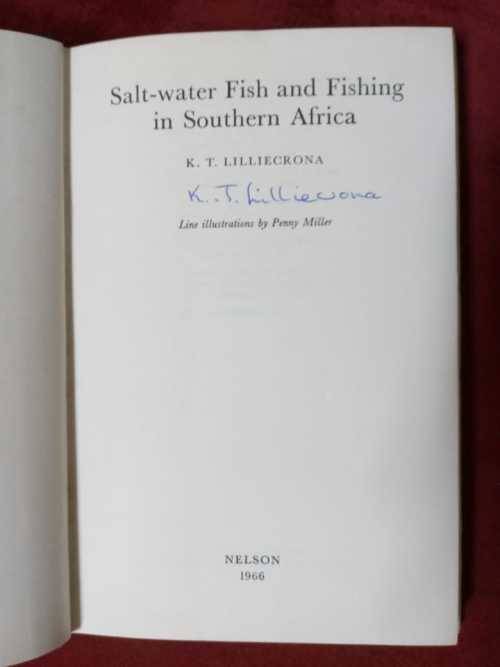 Salt-water Fish and Fishing
in Southern Africa
K. T. LILLIECRONA
K. T. Lilliecrona
Line illustrations by Penny Miller
NELSON
1966